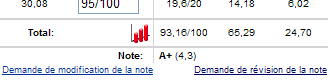 30,08 95/100 19,6/20 14,18 6,02
Total: 93,16/100 65,29 24,70
Note: A+ (4,3)
Demande de modification de la note Demande de révision de la note